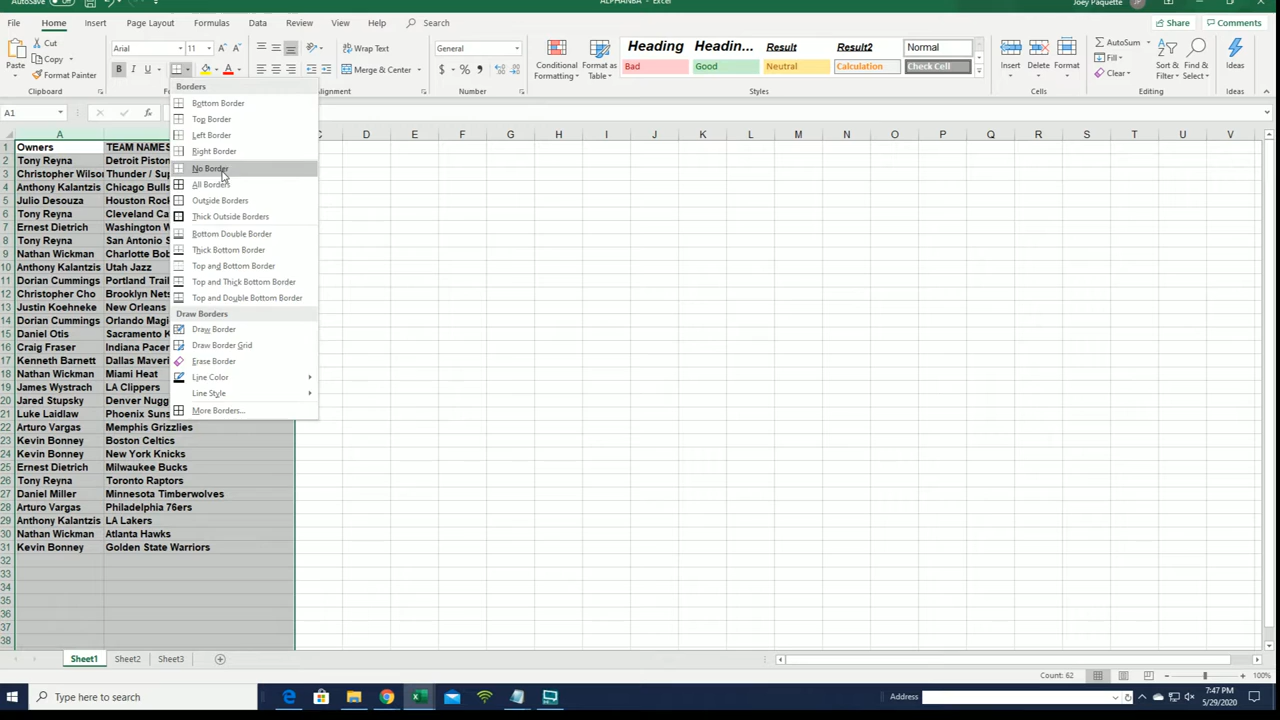 AutoSave
ALPHANBA - Excel
Joey Paquette
JP
File Home Insert Page Layout Formulas Data Review View Help Search Share Comments
Paste Cut Copy Format Painter
Arial 11
B I U
Wrap Text
Merge & Center
General
$ % ,
Conditional Formatting
Format as Table
Heading Headin... Result Result2 Normal
Bad Good Neutral Calculation Check Cell
Insert Delete Format
AutoSum Fill Clear
Sort & Filter
Find & Select
Ideas
Clipboard Alignment Number Styles Cells Editing Ideas
A1
Borders
Bottom Border
Top Border
Left Border
Right Border
No Border
All Borders
Outside Borders
Thick Outside Borders
Bottom Double Border
Thick Bottom Border
Top and Bottom Border
Top and Thick Bottom Border
Top and Double Bottom Border
Draw Borders
Draw Border
Draw Border Grid
Erase Border
Line Color
Line Style
More Borders...
A C D E F G H I J K L M N O P Q R S T U V
1 Owners TEAM NAMES
2 Tony Reyna Detroit Piston
3 Christopher Wilson Thunder / Sup
4 Anthony Kalantzis Chicago Bulls
5 Julio Desouza Houston Rock
6 Tony Reyna Cleveland Ca
7 Ernest Dietrich Washington W
8 Tony Reyna San Antonio S
9 Nathan Wickman Charlotte Bob
10 Anthony Kalantzis Utah Jazz
11 Dorian Cummings Portland Trail
12 Christopher Cho Brooklyn Nets
13 Justin Koehneke New Orleans
14 Dorian Cummings Orlando Magi
15 Daniel Otis Sacramento K
16 Craig Fraser Indiana Pacer
17 Kenneth Barnett Dallas Maveri
18 Nathan Wickman Miami Heat
19 James Wystrach LA Clippers
20 Jared Stupsky Denver Nugg
21 Luke Laidlaw Phoenix Suns
22 Arturo Vargas Memphis Grizzlies
23 Kevin Bonney Boston Celtics
24 Kevin Bonney New York Knicks
25 Ernest Dietrich Milwaukee Bucks
26 Tony Reyna Toronto Raptors
27 Daniel Miller Minnesota Timberwolves
28 Arturo Vargas Philadelphia 76ers
29 Anthony Kalantzis LA Lakers
30 Nathan Wickman Atlanta Hawks
31 Kevin Bonney Golden State Warriors
32
33
34
35
36
37
38
Sheet1 Sheet2 Sheet3
Count: 62
100%
Type here to search
Address
7:47 PM
5/29/2020